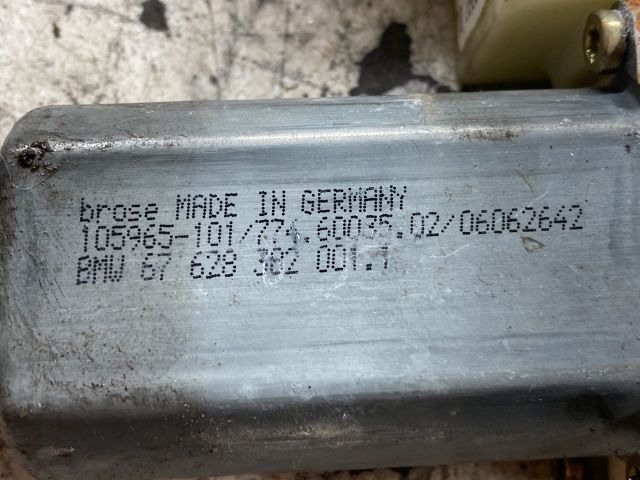 brose MADE IN GERMANY
105965-101/774.60035.02/06062642
BMW 67 628 362 001.1